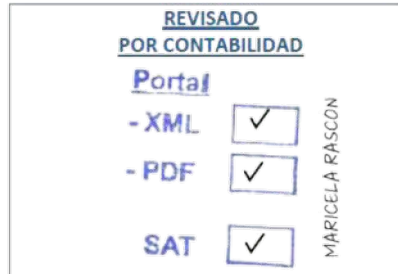 REVISADO
POR CONTABILIDAD
Portal
- XML ✓
- PDF ✓
SAT ✓
MARICELA RASCON